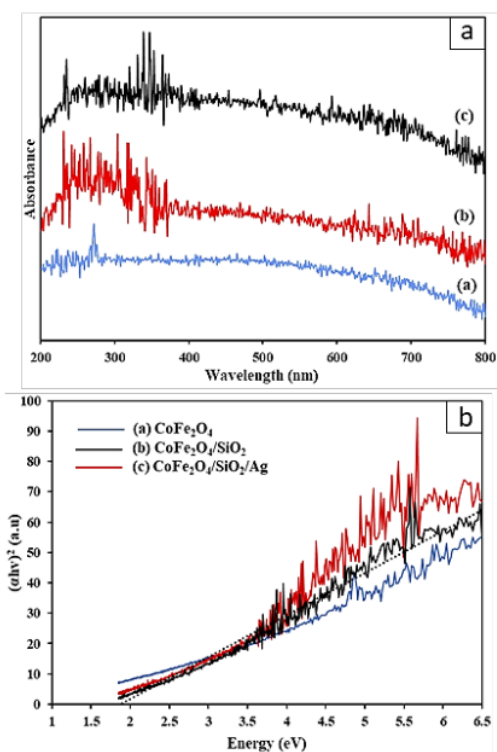 a
Absorbance
(c)
(b)
(a)
200 300 400 500 600 700 800
Wavelength (nm)
b
(αhν)² (a.u)
100
90
80
70
60
50
40
30
20
10
0
(a) CoFe₂O₄
(b) CoFe₂O₄/SiO₂
(c) CoFe₂O₄/SiO₂/Ag
1 1.5 2 2.5 3 3.5 4 4.5 5 5.5 6 6.5
Energy (eV)